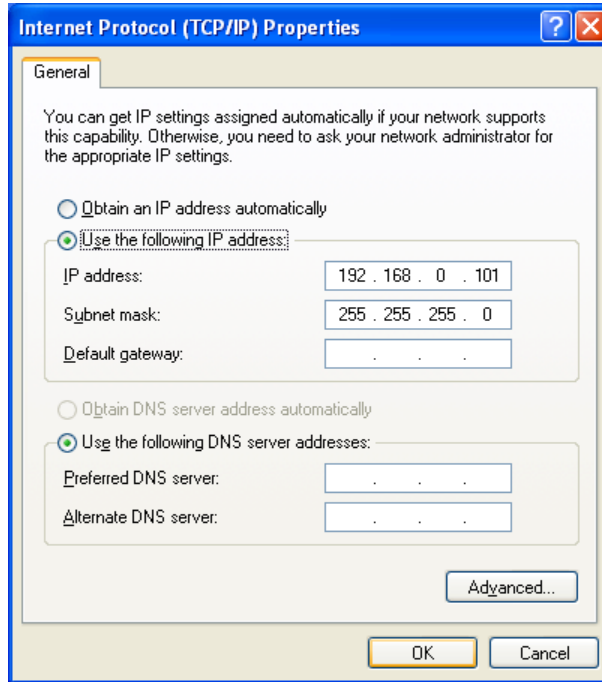 Internet Protocol (TCP/IP) Properties
?
General
You can get IP settings assigned automatically if your network supports
this capability. Otherwise, you need to ask your network administrator for
the appropriate IP settings.
Obtain an IP address automatically
Use the following IP address:
IP address: 192 . 168 . 0 . 101
Subnet mask: 255 . 255 . 255 . 0
Default gateway: . . .
Obtain DNS server address automatically
Use the following DNS server addresses:
Preferred DNS server: . . .
Alternate DNS server: . . .
Advanced...
OK Cancel